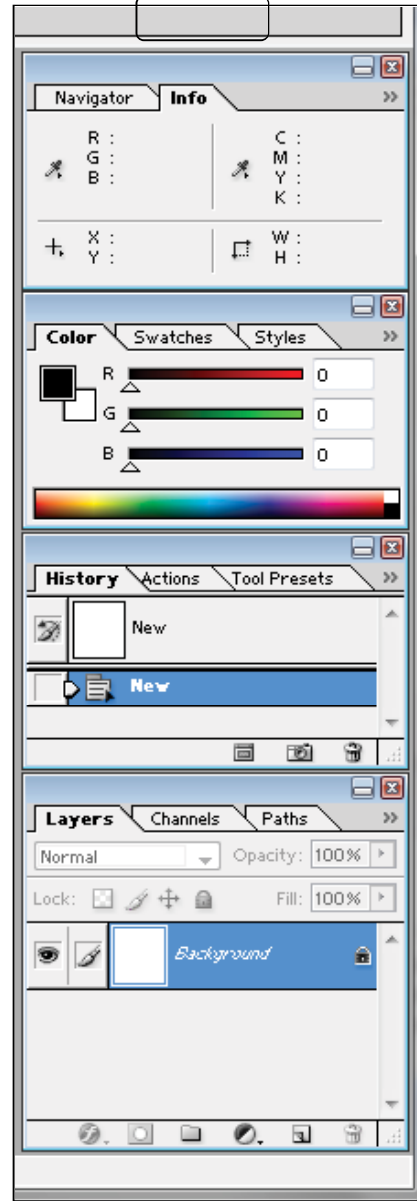 Navigator Info
R : C :
G : M :
B : Y :
K :
X : W :
Y : H :
Color Swatches Styles
R 0
G 0
B 0
History Actions Tool Presets
New
New
Layers Channels Paths
Normal Opacity: 100%
Lock: Fill: 100%
Background